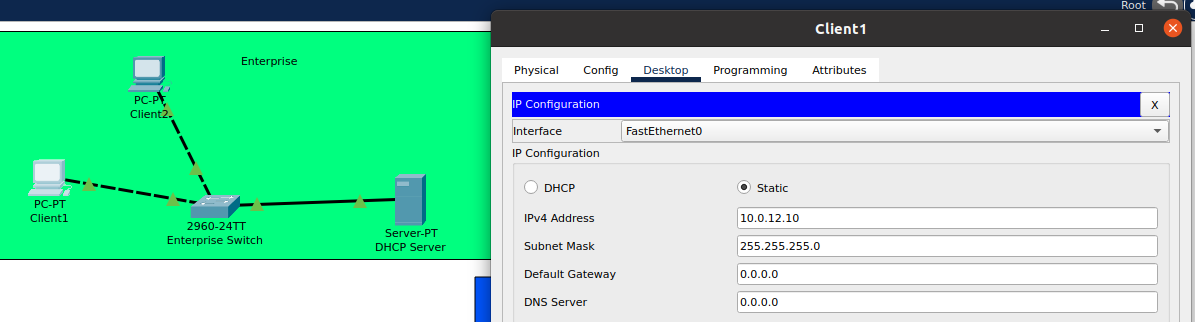 Root
Enterprise
PC-PT
Client2
PC-PT
Client1
2960-24TT
Enterprise Switch
Server-PT
DHCP Server
Client1
Physical Config Desktop Programming Attributes
IP Configuration X
Interface FastEthernet0
IP Configuration
DHCP Static
IPv4 Address 10.0.12.10
Subnet Mask 255.255.255.0
Default Gateway 0.0.0.0
DNS Server 0.0.0.0